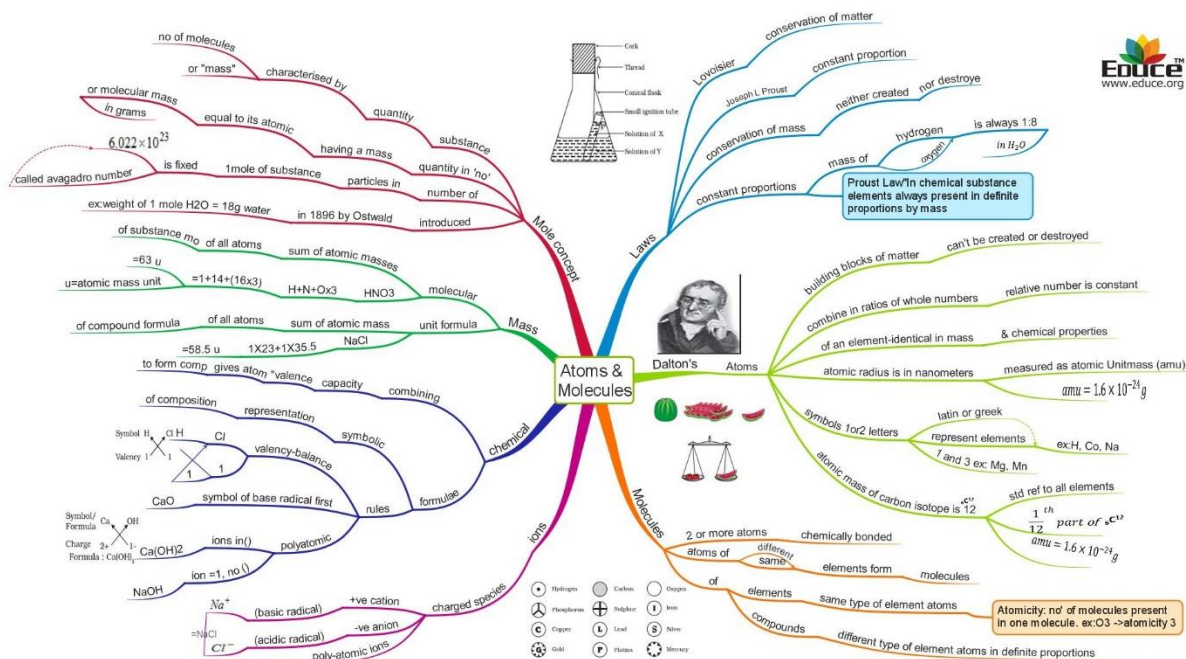 Educe™
www.educe.org
Atoms &
Molecules
Laws
Lovoisier
conservation of matter
Joseph L Proust
constant proportion
conservation of mass
neither created
nor destroye
constant proportions
mass of
hydrogen
oxygen
is always 1:8
in H₂O
Proust Law"In chemical substance
elements always present in definite
proportions by mass
Dalton's
Atoms
building blocks of matter
can't be created or destroyed
combine in ratios of whole numbers
relative number is constant
of an element-identical in mass
& chemical properties
atomic radius is in nanometers
measured as atomic Unitmass (amu)
amu = 1.6 × 10⁻²⁴g
symbols 1or2 letters
latin or greek
represent elements
ex:H, Co, Na
1 and 3 ex: Mg, Mn
atomic mass of carbon isotope is ₆C¹²
12
std ref to all elements
1/12 th part of ₆C¹²
amu = 1.6 × 10⁻²⁴g
Molecules
2 or more atoms
chemically bonded
atoms of
different
same
elements form
molecules
of
elements
same type of element atoms
Atomicity: no' of molecules present
in one molecule. ex:O3 ->atomicity 3
compounds
different type of element atoms in definite proportions
ions
charged species
+ve cation
(basic radical)
Na⁺
-ve anion
(acidic radical)
Cl⁻
=NaCl
poly-atomic ions
chemical
combining
capacity
gives atom "valence
to form comp
formulae
symbolic
representation
of composition
rules
valency-balance
Cl
H
1
1
Symbol H Cl
Valency 1 1
symbol of base radical first
CaO
polyatomic
ions in()
Ca(OH)2
Symbol/
Formula Ca OH
Charge 2+ 1-
Formula : Ca(OH)₂
ion =1, no ()
NaOH
Mass
molecular
sum of atomic masses
of all atoms
of substance mo
HNO3
H+N+Ox3
=1+14+(16x3)
=63 u
u=atomic mass unit
unit formula
sum of atomic mass
of all atoms
of compound formula
NaCl
1X23+1X35.5
=58.5 u
Mole concept
substance
quantity
characterised by
no of molecules
or "mass"
quantity in 'no'
having a mass
equal to its atomic
or molecular mass
in grams
number of
particles in
1mole of substance
is fixed
6.022×10²³
called avagadro number
introduced
in 1896 by Ostwald
ex:weight of 1 mole H2O = 18g water
Cork
Thread
Conical flask
Small ignition tube
Solution of X
Solution of Y
Hydrogen
Carbon
Oxygen
Phosphorus
Sulphur
I Iron
C Copper
L Lead
S Silver
G Gold
P Platina
Mercury